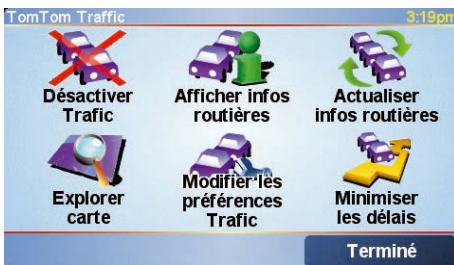 TomTom Traffic 3:19pm
Désactiver Trafic
Afficher infos routières
Actualiser infos routières
Explorer carte
Modifier les préférences Trafic
Minimiser les délais
Terminé